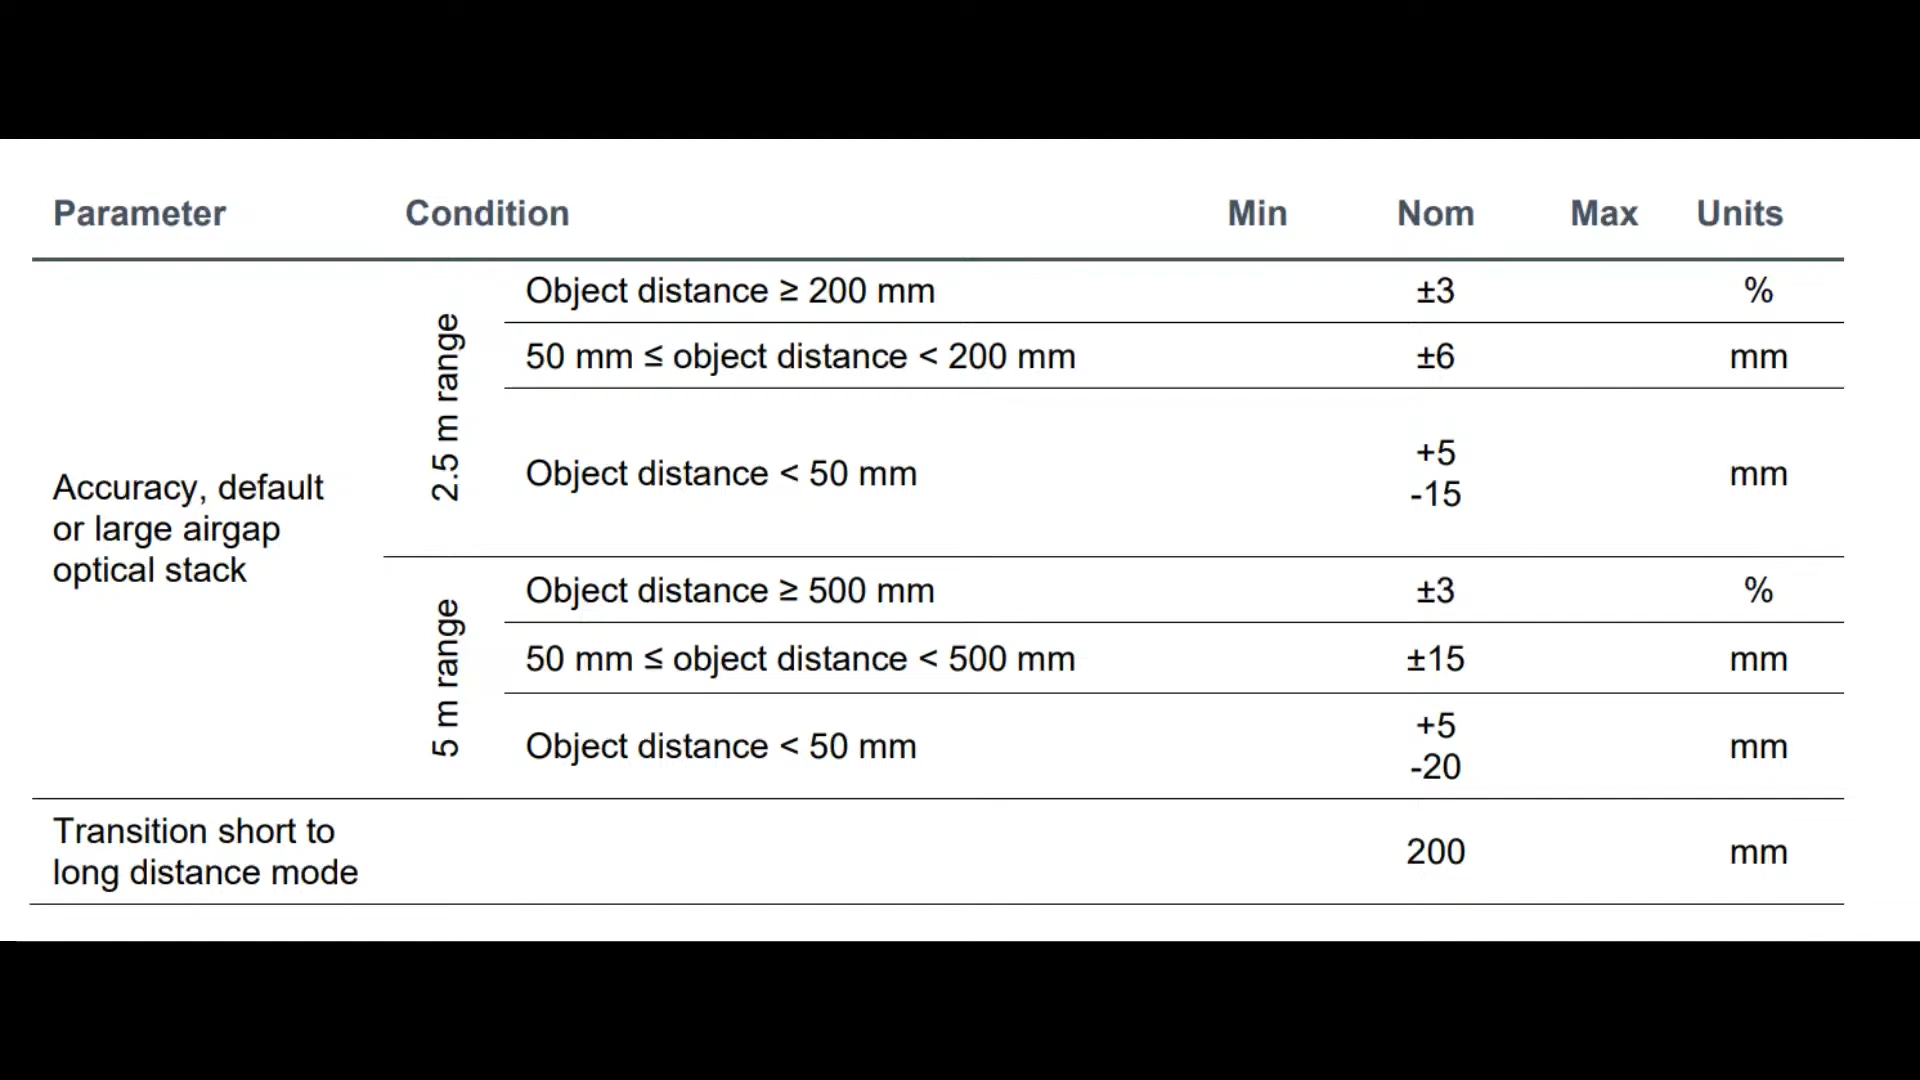 Parameter Condition Min Nom Max Units
Accuracy, default
or large airgap
optical stack
2.5 m range
Object distance ≥ 200 mm ±3 %
50 mm ≤ object distance < 200 mm ±6 mm
Object distance < 50 mm +5
-15 mm
5 m range
Object distance ≥ 500 mm ±3 %
50 mm ≤ object distance < 500 mm ±15 mm
Object distance < 50 mm +5
-20 mm
Transition short to
long distance mode 200 mm